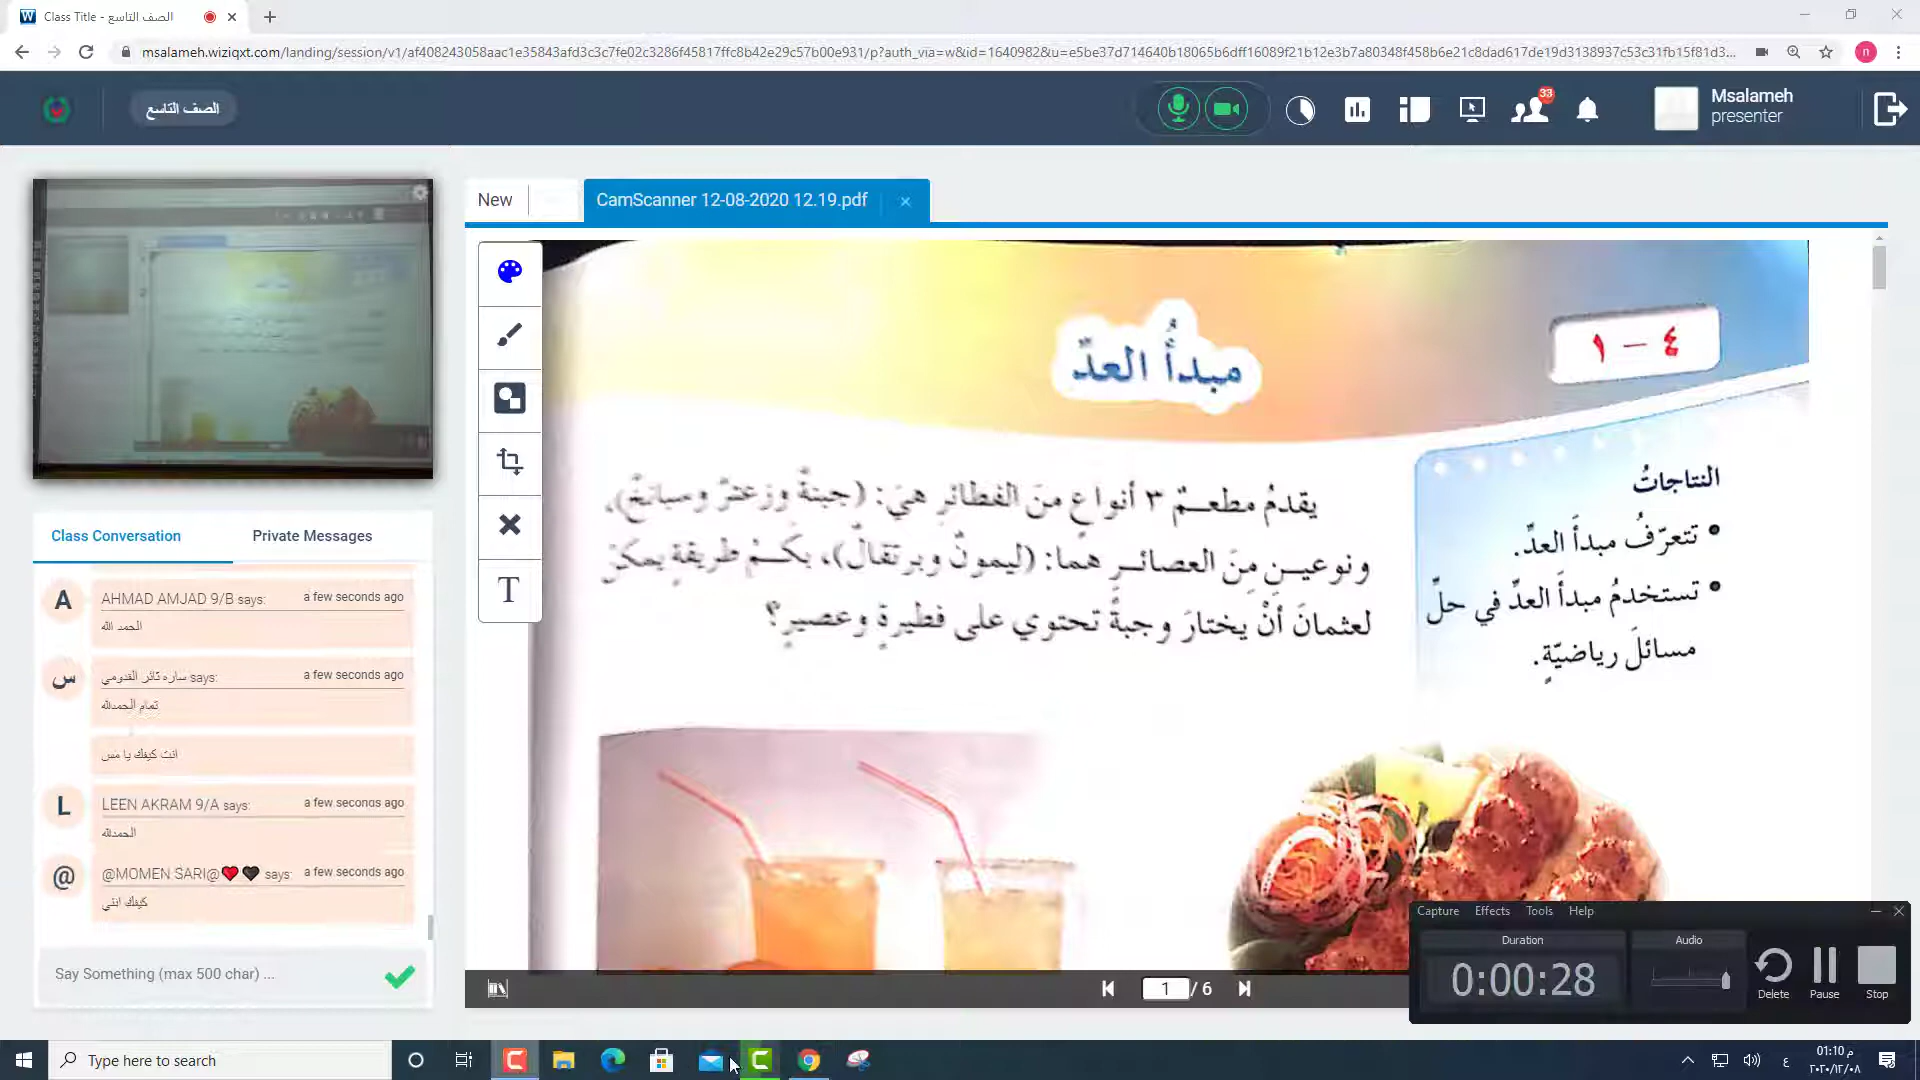 Class Title - الصف التاسع
msalameh.wiziqxt.com/landing/session/v1/af408243058aac1e35843afd3c3c7fe02c3286f45817ffc8b42e29c57b00e931/p?auth_via=w&id=1640982&u=e5be37d714640b18065b6dff16089f21b12e3b7a80348f458b6e21c8dad617de19d3138937c53c31fb15f81d3...
n
الصف التاسع
33
Msalameh
presenter
New
CamScanner 12-08-2020 12.19.pdf
٤ – ١
مبدأُ العدِّ
النتاجاتُ
• تتعرّفُ مبدأَ العدِّ.
• تستخدمُ مبدأَ العدِّ في حلِّ
مسائلَ رياضيّةٍ.
يقدمُ مطعـمٌ ٣ أنواعٍ منَ الفطائرِ هيَ: (جبنةٌ وزعترٌ وسبانخٌ)،
ونوعيـنِ مِنَ العصائـرِ هما: (ليمونٌ وبرتقالٌ)، بكَـمْ طريقةٍ يمكنُ
لعثمانَ أنْ يختارَ وجبةً تحتوي على فطيرةٍ وعصيرٍ؟
Class Conversation
Private Messages
A
AHMAD AMJAD 9/B says:
a few seconds ago
الحمد الله
س
ساره ثائر القدومي says:
a few seconds ago
تمام الحمدلله
انت كيفك يا مس
L
LEEN AKRAM 9/A says:
a few seconds ago
الحمدلله
@
@MOMEN SARI@❤️🖤 says:
a few seconds ago
كيفك انتي
Say Something (max 500 char) ...
T
1 / 6
Capture Effects Tools Help
Duration
Audio
0:00:28
Delete
Pause
Stop
Type here to search
ع
01:10 م
٢٠٢٠/١٢/٠٨